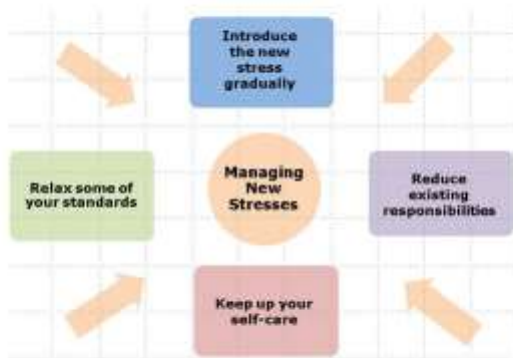 Introduce
the new
stress
gradually
Relax some of
your standards
Managing
New
Stresses
Reduce
existing
responsibilities
Keep up your
self-care